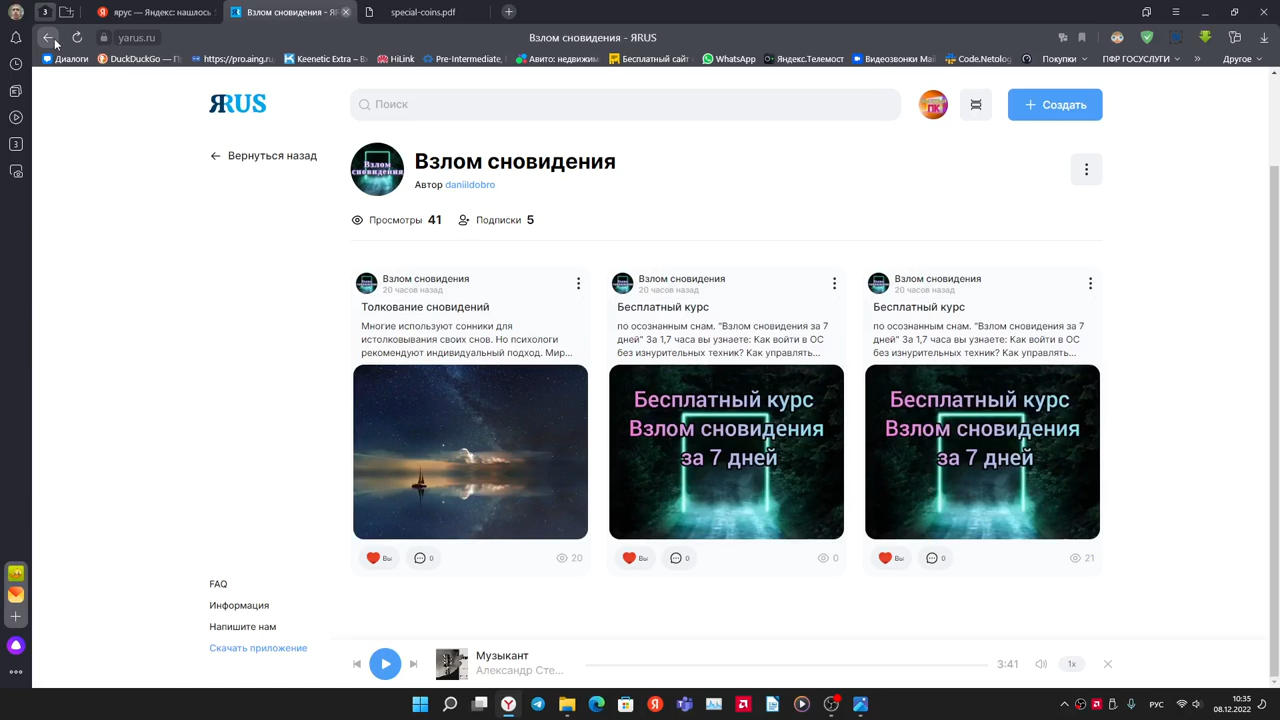 3
ярус — Яндекс: нашлось
Взлом сновидения - ЯР
special-coins.pdf
yarus.ru
Взлом сновидения - ЯRUS
Диалоги
DuckDuckGo — П
https://pro.aing.ru
Keenetic Extra – В
HiLink
Pre-Intermediate,
Авито: недвижим
Бесплатный сайт
WhatsApp
Яндекс.Телемост
Видеозвонки Mail
Code.Netolog
Покупки
ПФР ГОСУСЛУГИ
Другое
3
ЯRUS
Поиск
ПК
Создать
Вернуться назад
Взлом сновидения
Взлом сновидения
Автор daniildobro
Просмотры 41
Подписки 5
Взлом сновидения
20 часов назад
Толкование сновидений
Многие используют сонники для
истолковывания своих снов. Но психологи
рекомендуют индивидуальный подход. Мир...
Вы
0
20
Взлом сновидения
20 часов назад
Бесплатный курс
по осознанным снам. "Взлом сновидения за 7
дней" За 1,7 часа вы узнаете: Как войти в ОС
без изнурительных техник? Как управлять...
Бесплатный курс
Взлом сновидения
за 7 дней
Вы
0
0
Взлом сновидения
20 часов назад
Бесплатный курс
по осознанным снам. "Взлом сновидения за 7
дней" За 1,7 часа вы узнаете: Как войти в ОС
без изнурительных техник? Как управлять...
Бесплатный курс
Взлом сновидения
за 7 дней
Вы
0
21
FAQ
Информация
Напишите нам
Скачать приложение
Музыкант
Александр Сте...
3:41
1x
РУС
10:35
08.12.2022